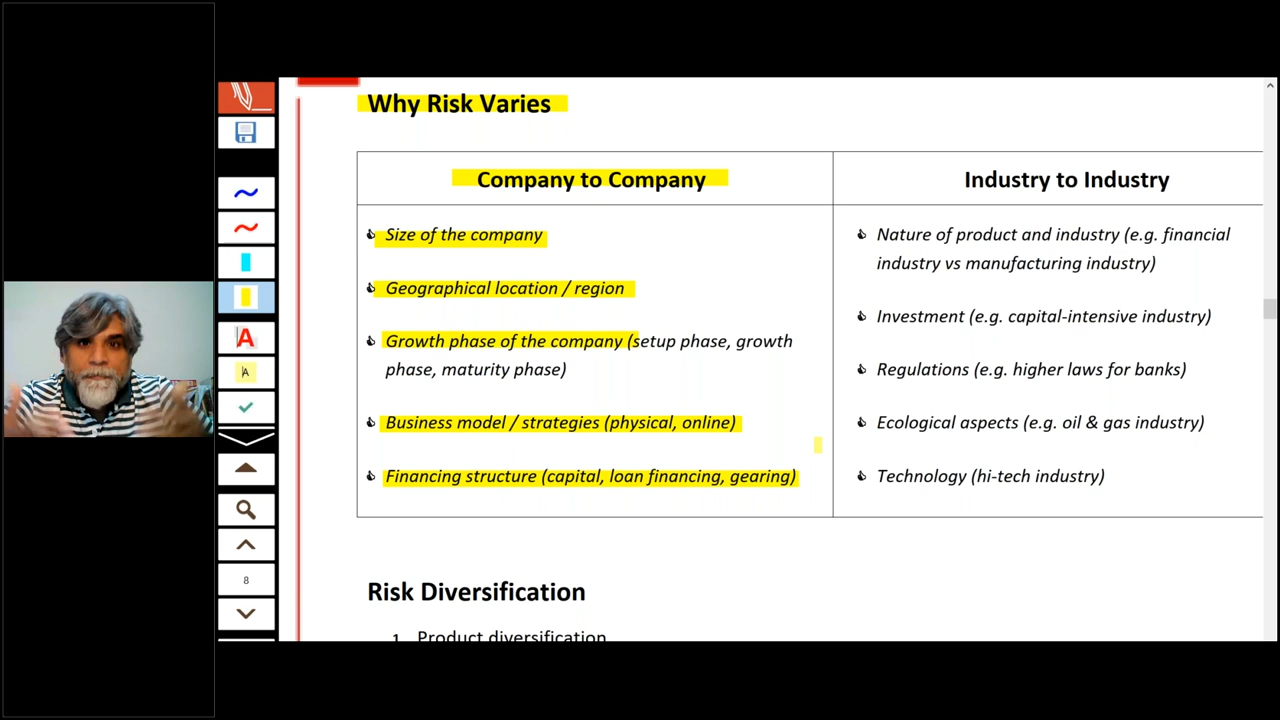 Why Risk Varies
Company to Company
Industry to Industry
Size of the company
Geographical location / region
Growth phase of the company (setup phase, growth
phase, maturity phase)
Business model / strategies (physical, online)
Financing structure (capital, loan financing, gearing)
Nature of product and industry (e.g. financial
industry vs manufacturing industry)
Investment (e.g. capital-intensive industry)
Regulations (e.g. higher laws for banks)
Ecological aspects (e.g. oil & gas industry)
Technology (hi-tech industry)
Risk Diversification
1. Product diversification
A
A
8